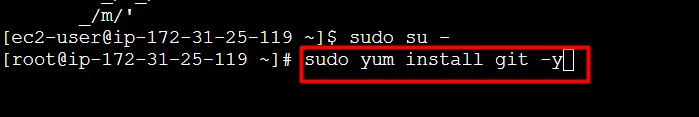 _/m/'
[ec2-user@ip-172-31-25-119 ~]$ sudo su -
[root@ip-172-31-25-119 ~]# sudo yum install git -y